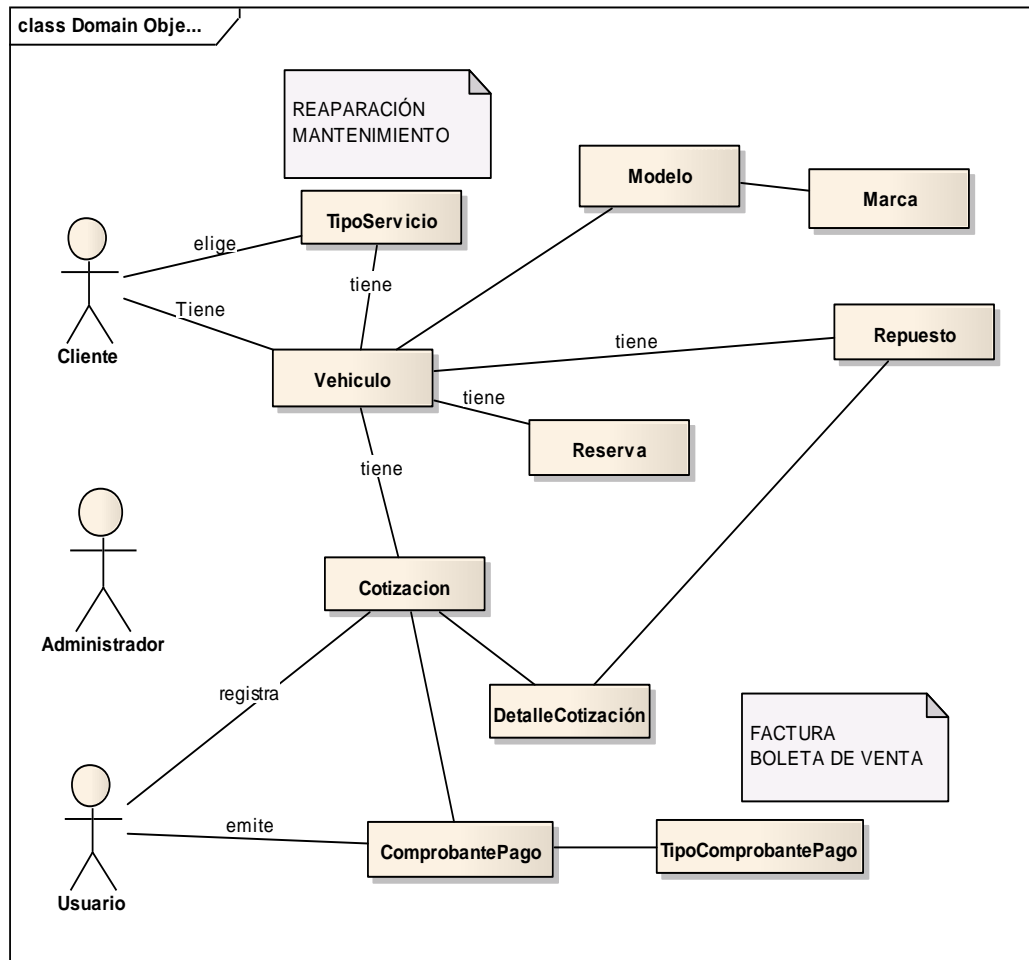 class Domain Obje...
REAPARACIÓN
MANTENIMIENTO
Modelo
Marca
TipoServicio
elige
tiene
Tiene
Cliente
Vehiculo
tiene
Repuesto
tiene
Reserva
tiene
Cotizacion
Administrador
registra
DetalleCotización
FACTURA
BOLETA DE VENTA
emite
ComprobantePago
TipoComprobantePago
Usuario